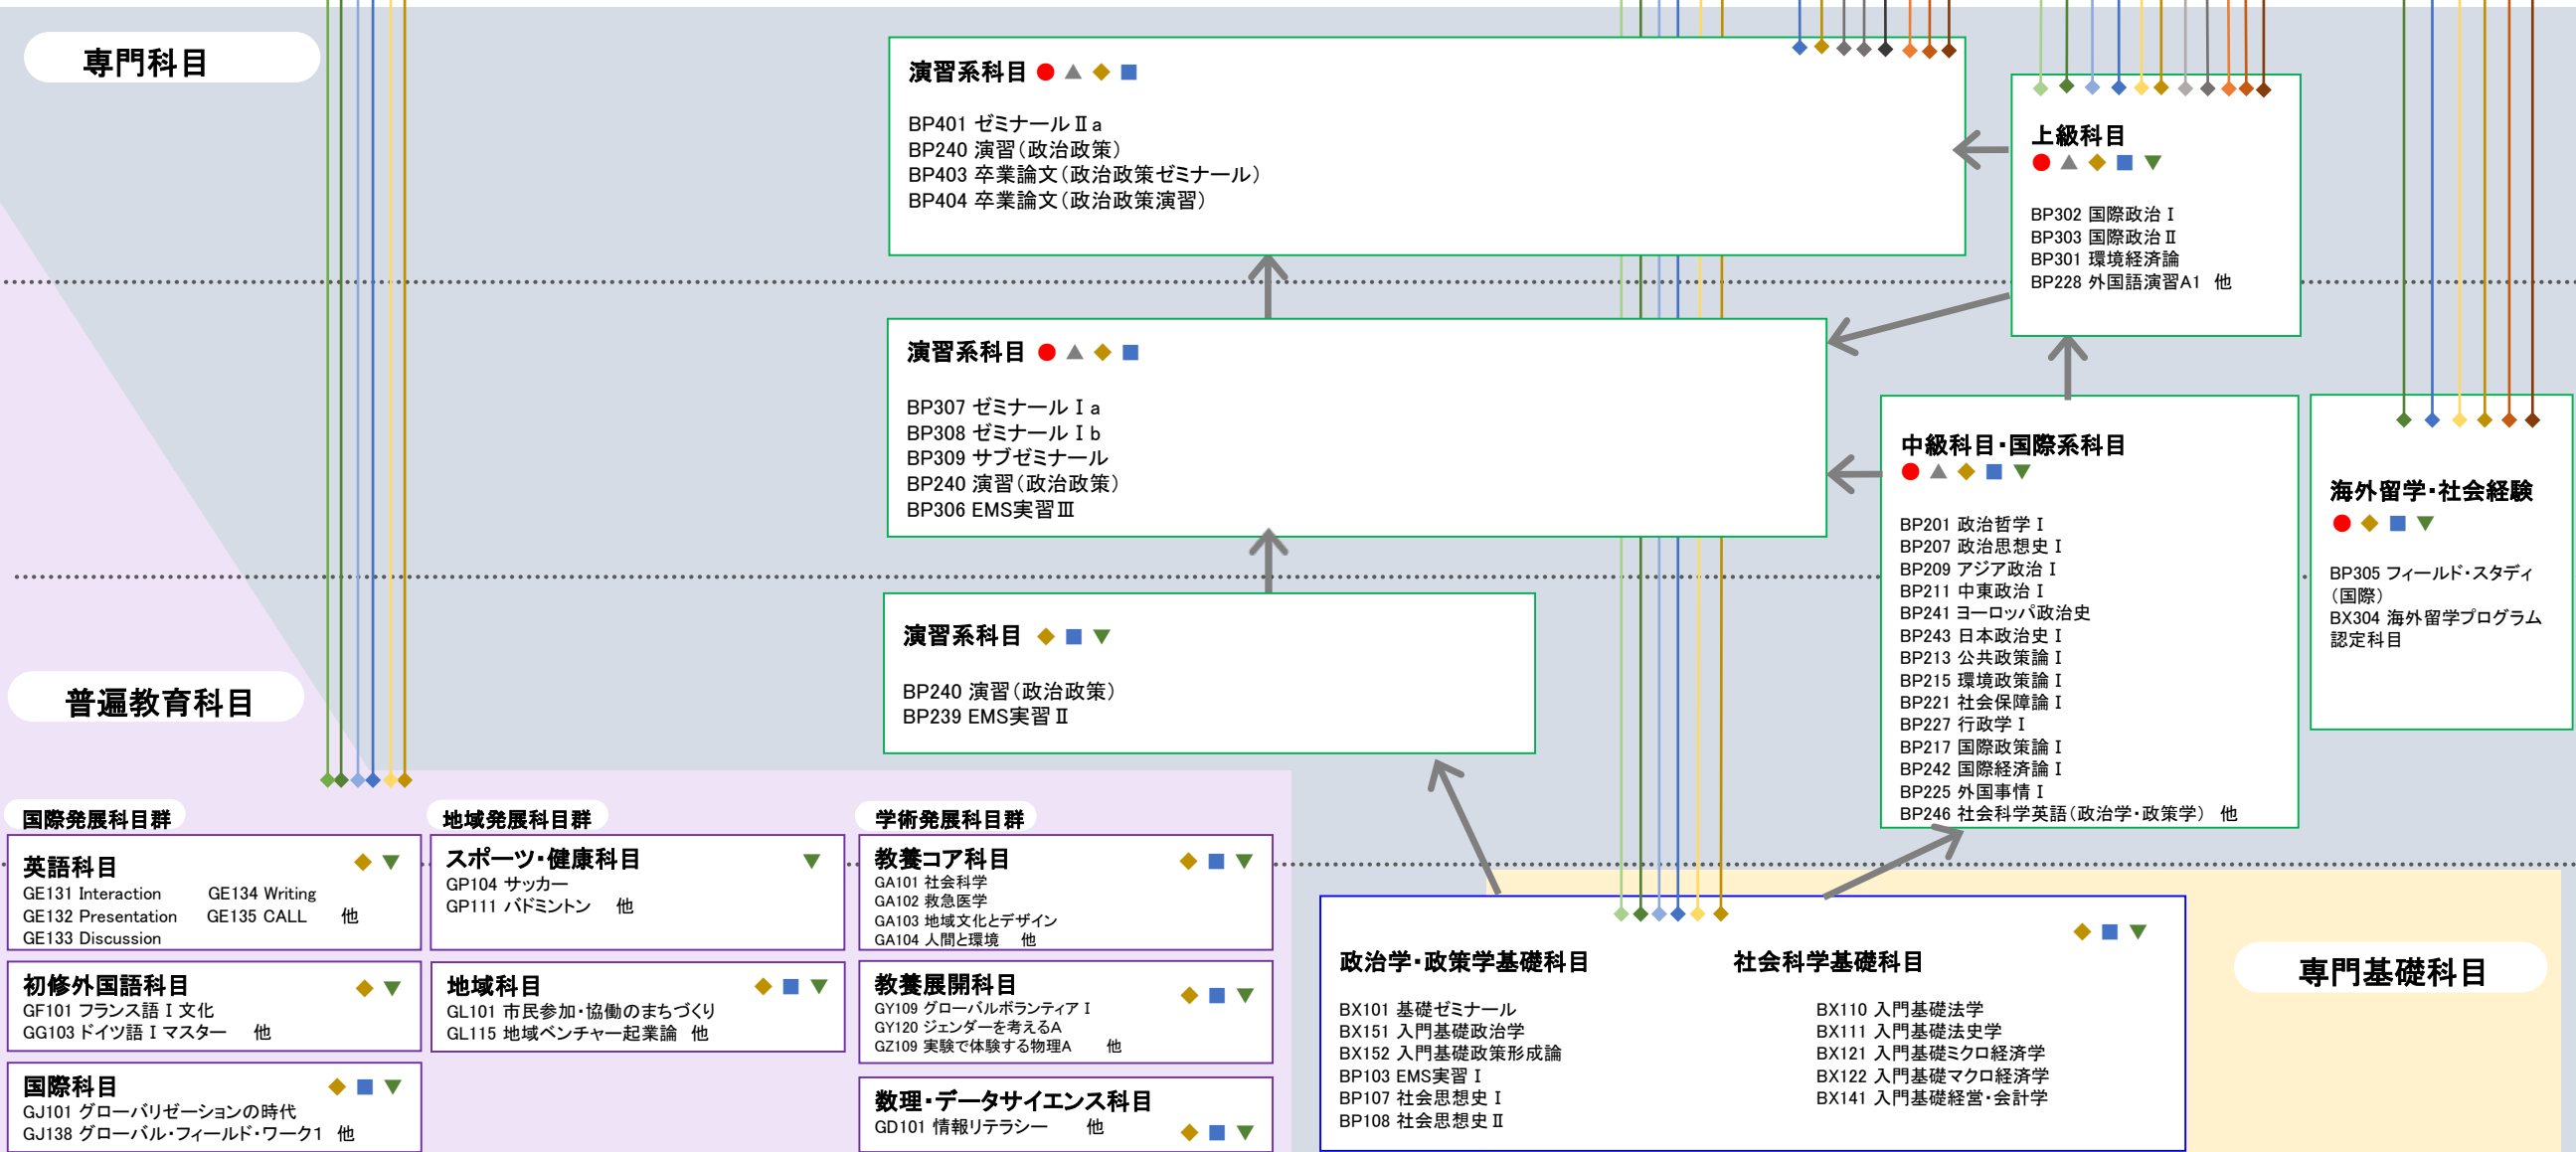 専門科目
演習系科目
BP401 ゼミナールⅡa
BP240 演習(政治政策)
BP403 卒業論文(政治政策ゼミナール)
BP404 卒業論文(政治政策演習)
上級科目
BP302 国際政治Ⅰ
BP303 国際政治Ⅱ
BP301 環境経済論
BP228 外国語演習A1 他
演習系科目
BP307 ゼミナールⅠa
BP308 ゼミナールⅠb
BP309 サブゼミナール
BP240 演習(政治政策)
BP306 EMS実習Ⅲ
中級科目・国際系科目
BP201 政治哲学Ⅰ
BP207 政治思想史Ⅰ
BP209 アジア政治Ⅰ
BP211 中東政治Ⅰ
BP241 ヨーロッパ政治史
BP243 日本政治史Ⅰ
BP213 公共政策論Ⅰ
BP215 環境政策論Ⅰ
BP221 社会保障論Ⅰ
BP227 行政学Ⅰ
BP217 国際政策論Ⅰ
BP242 国際経済論Ⅰ
BP225 外国事情Ⅰ
BP246 社会科学英語(政治学・政策学) 他
海外留学・社会経験
BP305 フィールド・スタディ
(国際)
BX304 海外留学プログラム
認定科目
演習系科目
BP240 演習(政治政策)
BP239 EMS実習Ⅱ
普遍教育科目
国際発展科目群
英語科目
GE131 Interaction GE134 Writing
GE132 Presentation GE135 CALL 他
GE133 Discussion
初修外国語科目
GF101 フランス語Ⅰ文化
GG103 ドイツ語Ⅰマスター 他
国際科目
GJ101 グローバリゼーションの時代
GJ138 グローバル・フィールド・ワーク1 他
地域発展科目群
スポーツ・健康科目
GP104 サッカー
GP111 バドミントン 他
地域科目
GL101 市民参加・協働のまちづくり
GL115 地域ベンチャー起業論 他
学術発展科目群
教養コア科目
GA101 社会科学
GA102 救急医学
GA103 地域文化とデザイン
GA104 人間と環境 他
教養展開科目
GY109 グローバルボランティアⅠ
GY120 ジェンダーを考えるA
GZ109 実験で体験する物理A 他
数理・データサイエンス科目
GD101 情報リテラシー 他
政治学・政策学基礎科目
BX101 基礎ゼミナール
BX151 入門基礎政治学
BX152 入門基礎政策形成論
BP103 EMS実習Ⅰ
BP107 社会思想史Ⅰ
BP108 社会思想史Ⅱ
社会科学基礎科目
BX110 入門基礎法学
BX111 入門基礎法史学
BX121 入門基礎ミクロ経済学
BX122 入門基礎マクロ経済学
BX141 入門基礎経営・会計学
専門基礎科目